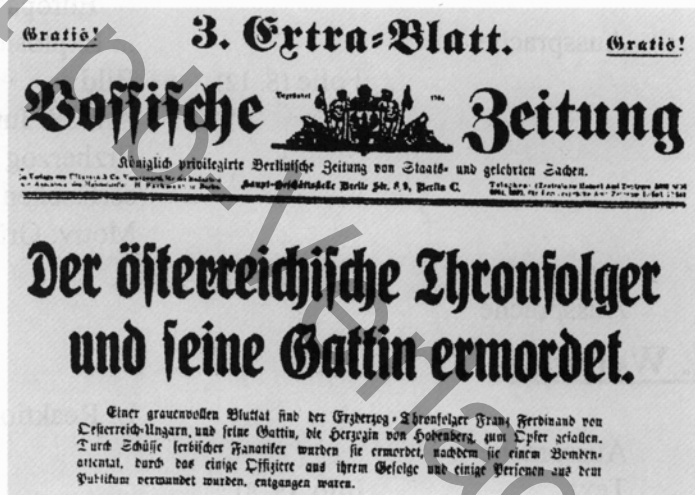 Gratis!
3. Extra-Blatt.
Gratis!
Vossische Zeitung
Königlich privilegirte Berlinische Zeitung von Staats- und gelehrten Sachen.
Der österreichische Thronfolger
und seine Gattin ermordet.
Einer grauenvollen Bluttat sind der Erzherzog-Thronfolger Franz Ferdinand von
Oesterreich-Ungarn, und seine Gattin, die Herzogin von Hohenberg, zum Opfer gefallen.
Durch Schüsse serbischer Fanatiker wurden sie ermordet, nachdem sie einem Bomben-
attentat, durch das einige Offiziere aus ihrem Gefolge und einige Personen aus dem
Publikum verwundet wurden, entgangen waren.